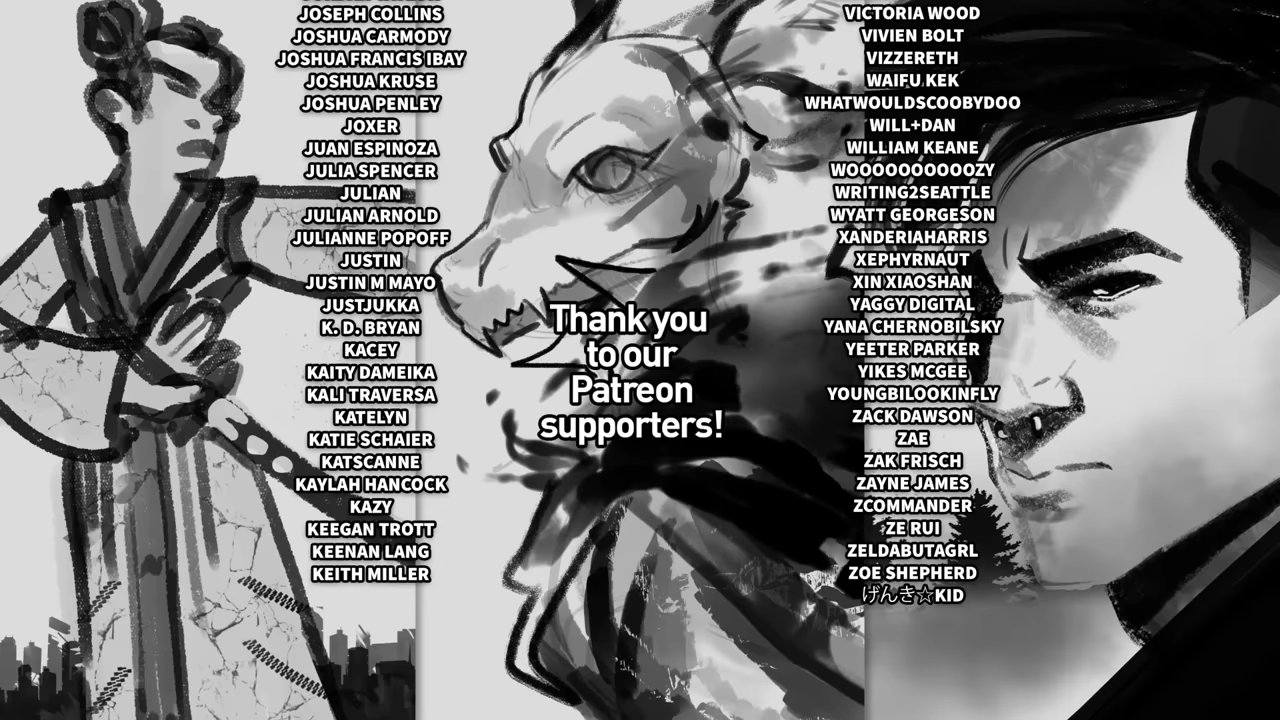 JOSEPH COLLINS
JOSHUA CARMODY
JOSHUA FRANCIS IBAY
JOSHUA KRUSE
JOSHUA PENLEY
JOXER
JUAN ESPINOZA
JULIA SPENCER
JULIAN
JULIAN ARNOLD
JULIANNE POPOFF
JUSTIN
JUSTIN M MAYO
JUSTJUKKA
K. D. BRYAN
KACEY
KAITY DAMEIKA
KALI TRAVERSA
KATELYN
KATIE SCHAIER
KATSCANNE
KAYLAH HANCOCK
KAZY
KEEGAN TROTT
KEENAN LANG
KEITH MILLER
Thank you
to our
Patreon
supporters!
VICTORIA WOOD
VIVIEN BOLT
VIZZERETH
WAIFU KEK
WHATWOULDSCOOBYDOO
WILL+DAN
WILLIAM KEANE
WOOOOOOOOOOZY
WRITING2SEATTLE
WYATT GEORGESON
XANDERIAHARRIS
XEPHYRNAUT
XIN XIAOSHAN
YAGGY DIGITAL
YANA CHERNOBILSKY
YEETER PARKER
YIKES MCGEE
YOUNGBILOOKINFLY
ZACK DAWSON
ZAE
ZAK FRISCH
ZAYNE JAMES
ZCOMMANDER
ZE RUI
ZELDABUTAGRL
ZOE SHEPHERD
げんき☆KID